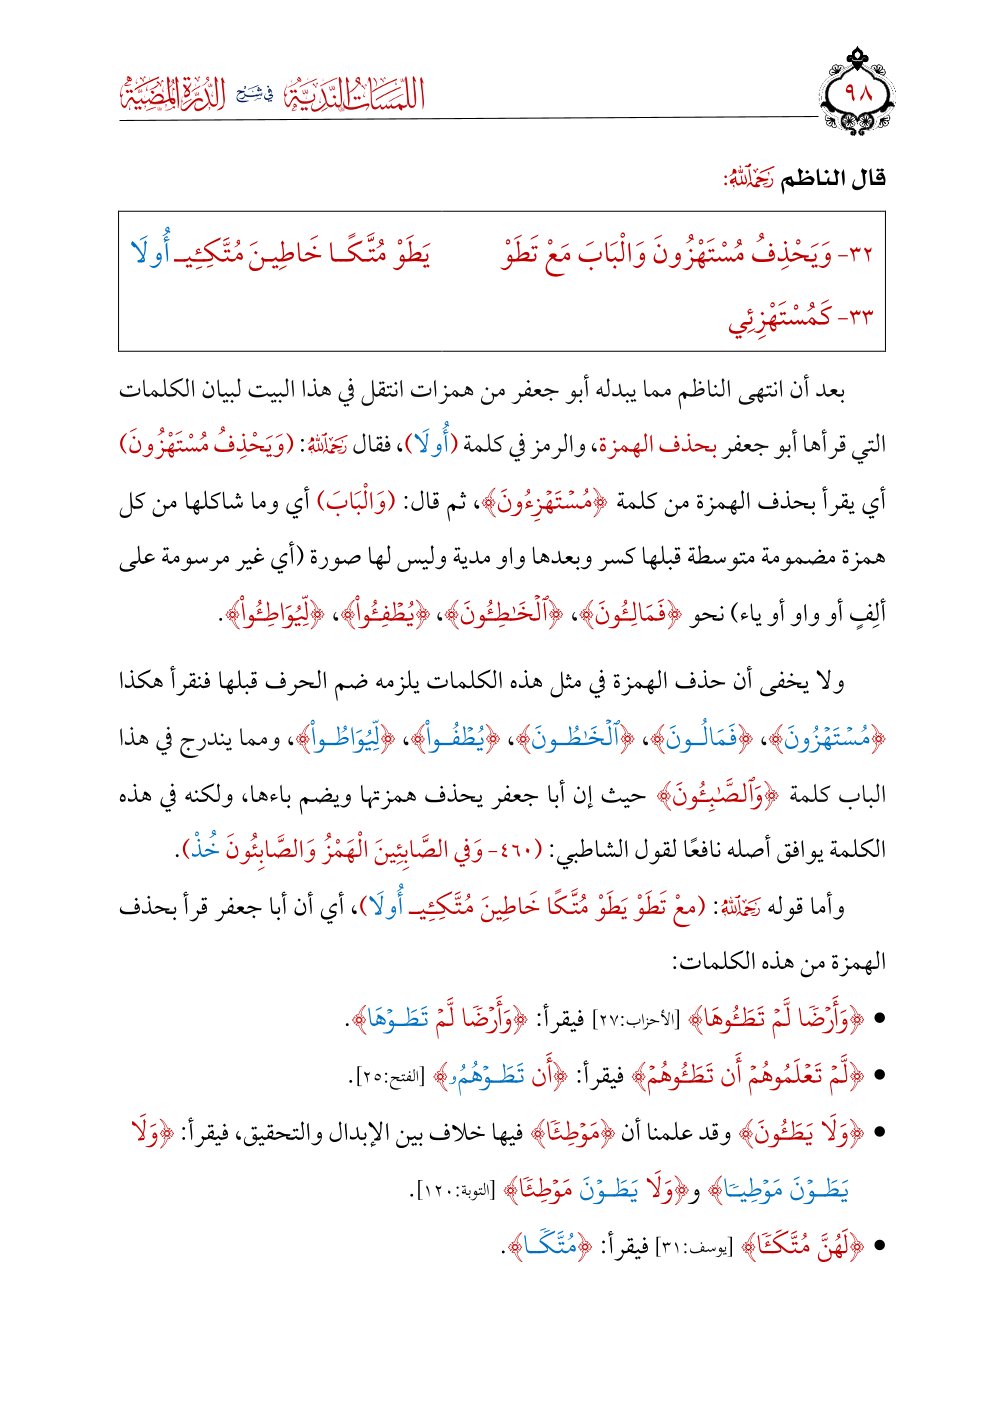 ٩٨
اللمسات الندية في شرح الدرة المضية
قال الناظم رَحِمَهُ اللَّهُ:
٣٢- وَيَحْذِفُ مُسْتَهْزُونَ وَالْبَابَ مَعْ تَطَوْ يَطَوْ مُتَّكًـا خَاطِيـنَ مُتَّكِئِيـ أُولَا
٣٣- كَمُسْتَهْزِئِي
بعد أن انتهى الناظم مما يبدله أبو جعفر من همزات انتقل في هذا البيت لبيان الكلمات
التي قرأها أبو جعفر بحذف الهمزة، والرمز في كلمة (أُولَا)، فقال رَحِمَهُ اللَّهُ: (وَيَحْذِفُ مُسْتَهْزُونَ)
أي يقرأ بحذف الهمزة من كلمة ﴿مُسْتَهْزِءُونَ﴾، ثم قال: (وَالْبَابَ) أي وما شاكلها من كل
همزة مضمومة متوسطة قبلها كسر وبعدها واو مدية وليس لها صورة (أي غير مرسومة على
ألِفٍ أو واو أو ياء) نحو ﴿فَمَالِـُٔونَ﴾، ﴿ٱلْخَـٰطِـُٔونَ﴾، ﴿يُطْفِـُٔواْ﴾، ﴿لِّيُوَاطِـُٔواْ﴾.
ولا يخفى أن حذف الهمزة في مثل هذه الكلمات يلزمه ضم الحرف قبلها فنقرأ هكذا
﴿مُسْتَهْزُونَ﴾، ﴿فَمَالُـونَ﴾، ﴿ٱلْخَـٰطُـونَ﴾، ﴿يُطْفُـواْ﴾، ﴿لِّيُوَاطُـواْ﴾، ومما يندرج في هذا
الباب كلمة ﴿وَٱلصَّـٰبِـُٔونَ﴾ حيث إن أبا جعفر يحذف همزتها ويضم باءها، ولكنه في هذه
الكلمة يوافق أصله نافعًا لقول الشاطبي: (٤٦٠- وَفي الصَّابِئِينَ الْهَمْزُ وَالصَّابِئُونَ خُذْ).
وأما قوله رَحِمَهُ اللَّهُ: (معْ تَطَوْ يَطَوْ مُتَّكًا خَاطِينَ مُتَّكِئِيـ أُولَا)، أي أن أبا جعفر قرأ بحذف
الهمزة من هذه الكلمات:
● ﴿وَأَرْضًا لَّمْ تَطَـُٔوهَا﴾ [الأحزاب:٢٧] فيقرأ: ﴿وَأَرْضًا لَّمْ تَطَـوْهَا﴾.
● ﴿لَّمْ تَعْلَمُوهُمْ أَن تَطَـُٔوهُمْ﴾ فيقرأ: ﴿أَن تَطَـوْهُمُۥ﴾ [الفتح:٢٥].
● ﴿وَلَا يَطَـُٔونَ﴾ وقد علمنا أن ﴿مَوْطِئًا﴾ فيها خلاف بين الإبدال والتحقيق، فيقرأ: ﴿وَلَا
يَطَـوْنَ مَوْطِيـًا﴾ و﴿وَلَا يَطَـوْنَ مَوْطِئًا﴾ [التوبة:١٢٠].
● ﴿لَهُنَّ مُتَّكَـًٔا﴾ [يوسف:٣١] فيقرأ: ﴿مُتَّكًـا﴾.